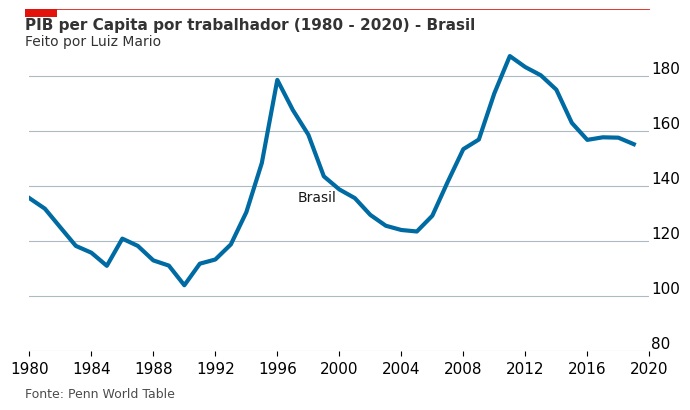 PIB per Capita por trabalhador (1980 - 2020) - Brasil
Feito por Luiz Mario
180
160
140
Brasil
120
100
80
1980 1984 1988 1992 1996 2000 2004 2008 2012 2016 2020
Fonte: Penn World Table